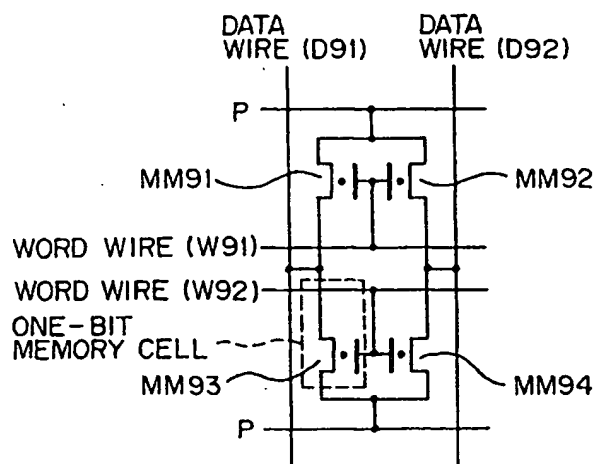 DATA
WIRE (D91)
DATA
WIRE (D92)
P
MM91
MM92
WORD WIRE (W91)
WORD WIRE (W92)
ONE-BIT
MEMORY CELL
MM93
MM94
P